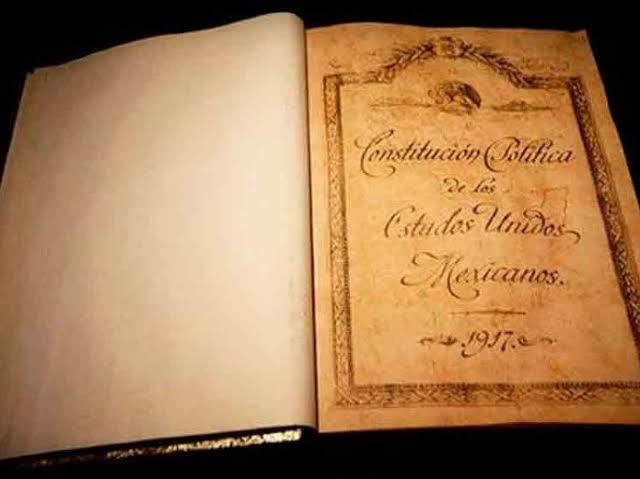 Constitución Política
de los
Estados Unidos
Mexicanos.
1917.